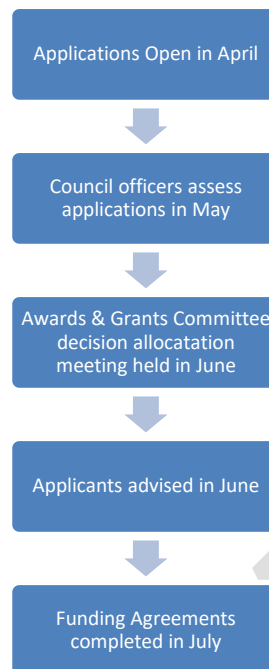 Applications Open in April
Council officers assess
applications in May
Awards & Grants Committee
decision allocatation
meeting held in June
Applicants advised in June
Funding Agreements
completed in July